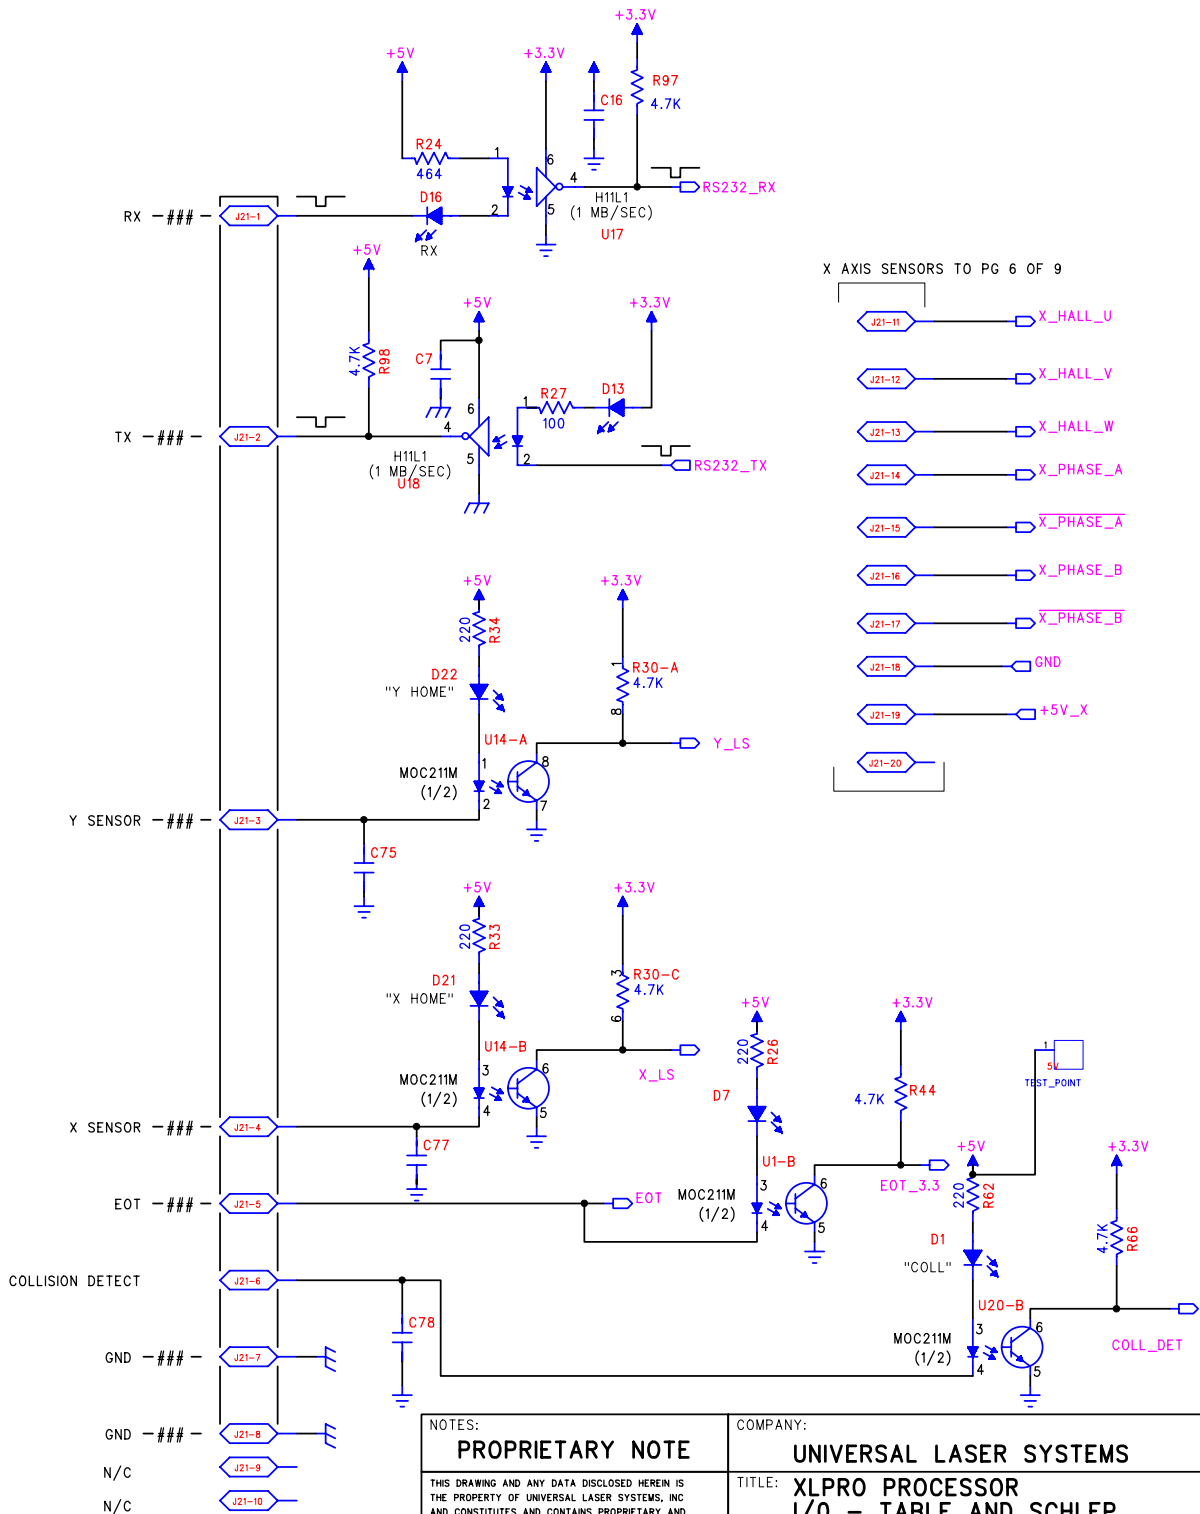 +3.3V
+5V
+3.3V
C16
R97
4.7K
R24
464
1
6
4
RS232_RX
D16
2
5
H11L1
(1 MB/SEC)
U17
RX -###-
J21-1
RX
+5V
X AXIS SENSORS TO PG 6 OF 9
+5V
+3.3V
J21-11
X_HALL_U
4.7K
R98
C7
J21-12
X_HALL_V
6
1
R27
100
D13
TX -###-
J21-2
4
5
2
H11L1
(1 MB/SEC)
U18
RS232_TX
J21-13
X_HALL_W
J21-14
X_PHASE_A
J21-15
X_PHASE_A
J21-16
X_PHASE_B
J21-17
X_PHASE_B
J21-18
GND
J21-19
+5V_X
J21-20
+5V
+3.3V
220
R34
D22
"Y HOME"
1
R30-A
4.7K
8
U14-A
1
8
Y_LS
MOC211M
(1/2)
2
7
Y SENSOR -###-
J21-3
C75
+5V
+3.3V
220
R33
D21
"X HOME"
3
R30-C
4.7K
6
U14-B
3
6
X_LS
MOC211M
(1/2)
4
5
X SENSOR -###-
J21-4
C77
+5V
+3.3V
220
R26
D7
4.7K
R44
1
5V
TEST_POINT
U1-B
3
6
EOT_3.3
MOC211M
(1/2)
4
5
EOT -###-
J21-5
EOT
+5V
+3.3V
220
R62
D1
"COLL"
4.7K
R66
COLLISION DETECT
J21-6
C78
U20-B
3
6
MOC211M
(1/2)
4
5
COLL_DET
GND -###-
J21-7
GND -###-
J21-8
N/C
J21-9
N/C
J21-10
NOTES:
PROPRIETARY NOTE
THIS DRAWING AND ANY DATA DISCLOSED HEREIN IS
THE PROPERTY OF UNIVERSAL LASER SYSTEMS, INC
AND CONSTITUTES AND CONTAINS PROPRIETARY AND
COMPANY:
UNIVERSAL LASER SYSTEMS
TITLE: XLPRO PROCESSOR
I/O - TABLE AND SCHLEP